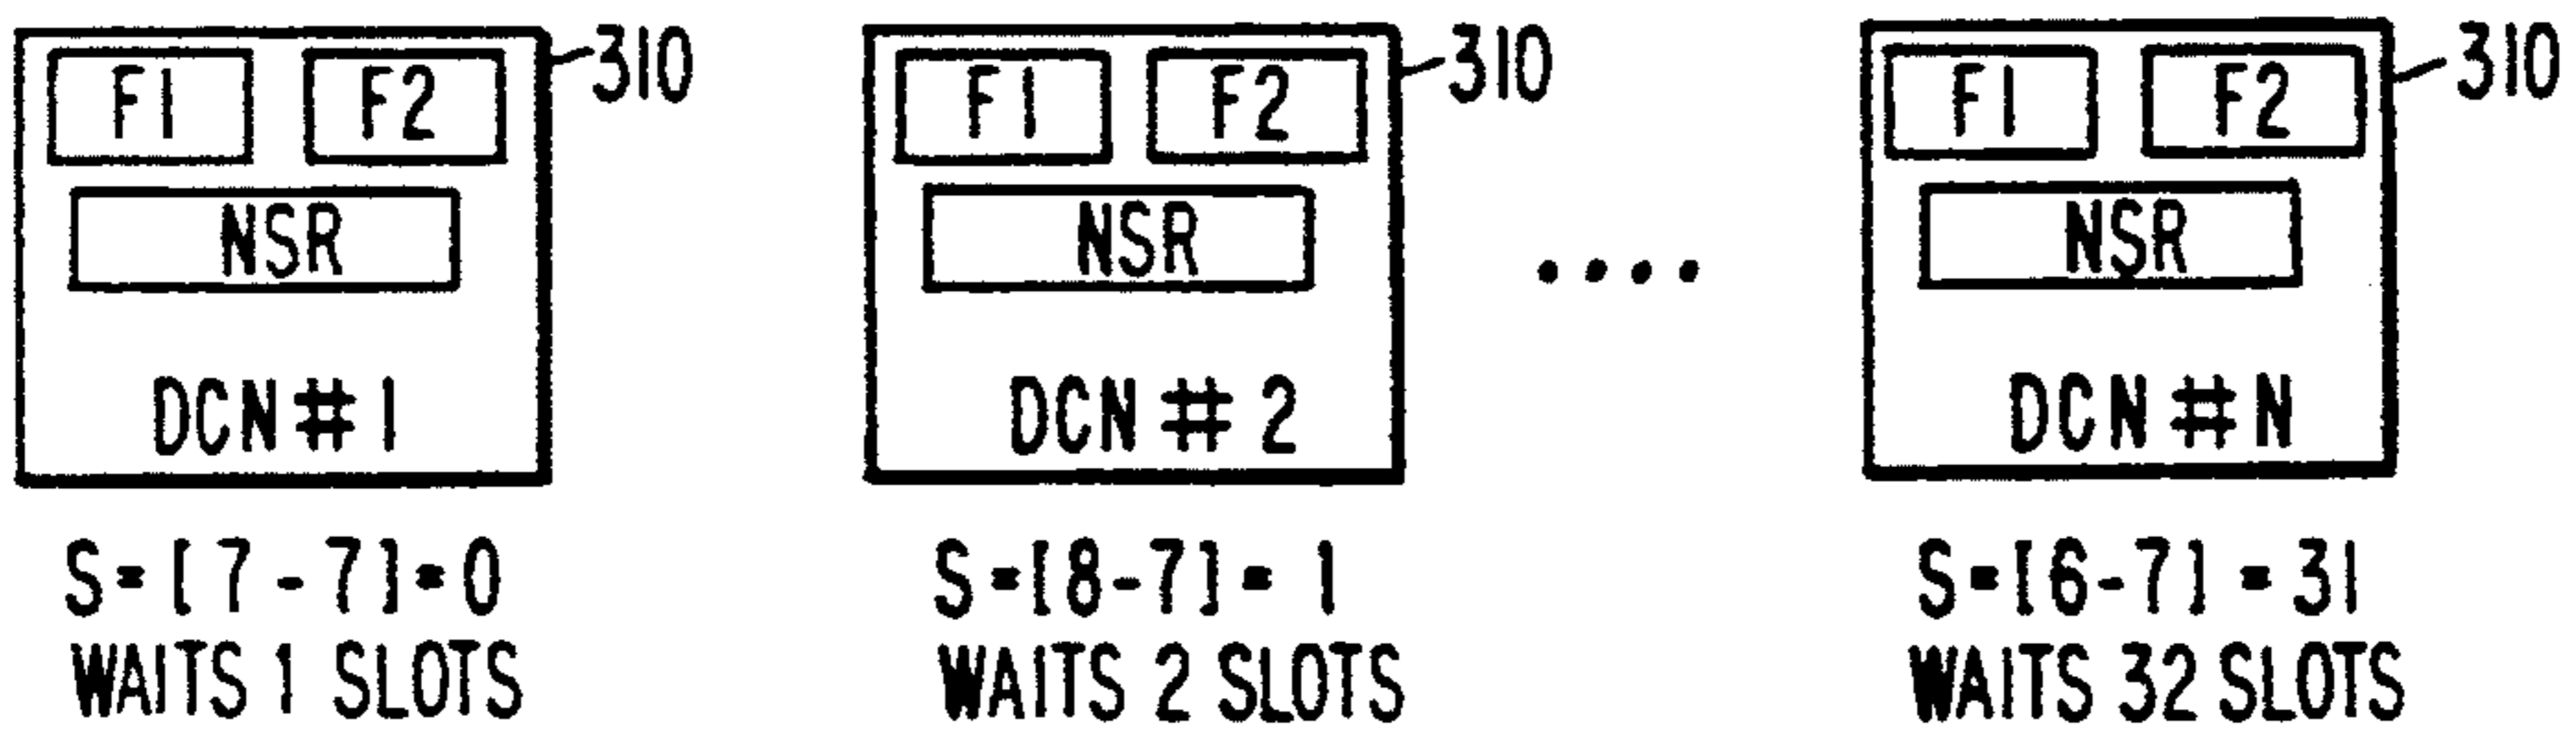 F1 F2 310
NSR
DCN # 1
S = [ 7 - 7 ] = 0
WAITS 1 SLOTS
F1 F2 310
NSR
DCN # 2
S = [ 8 - 7 ] = 1
WAITS 2 SLOTS
....
F1 F2 310
NSR
DCN # N
S = [ 6 - 7 ] = 31
WAITS 32 SLOTS